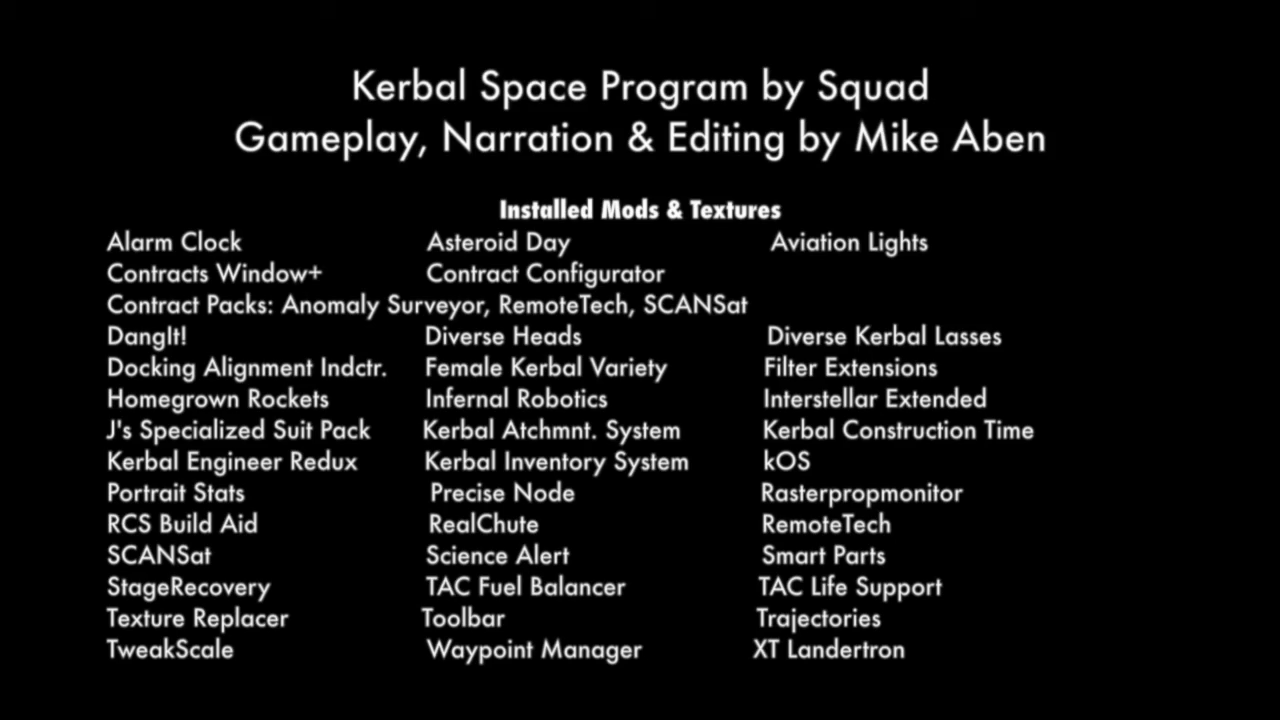 Kerbal Space Program by Squad
Gameplay, Narration & Editing by Mike Aben
Installed Mods & Textures
Alarm Clock Asteroid Day Aviation Lights
Contracts Window+ Contract Configurator
Contract Packs: Anomaly Surveyor, RemoteTech, SCANSat
DangIt! Diverse Heads Diverse Kerbal Lasses
Docking Alignment Indctr. Female Kerbal Variety Filter Extensions
Homegrown Rockets Infernal Robotics Interstellar Extended
J's Specialized Suit Pack Kerbal Atchmnt. System Kerbal Construction Time
Kerbal Engineer Redux Kerbal Inventory System kOS
Portrait Stats Precise Node Rasterpropmonitor
RCS Build Aid RealChute RemoteTech
SCANSat Science Alert Smart Parts
StageRecovery TAC Fuel Balancer TAC Life Support
Texture Replacer Toolbar Trajectories
TweakScale Waypoint Manager XT Landertron